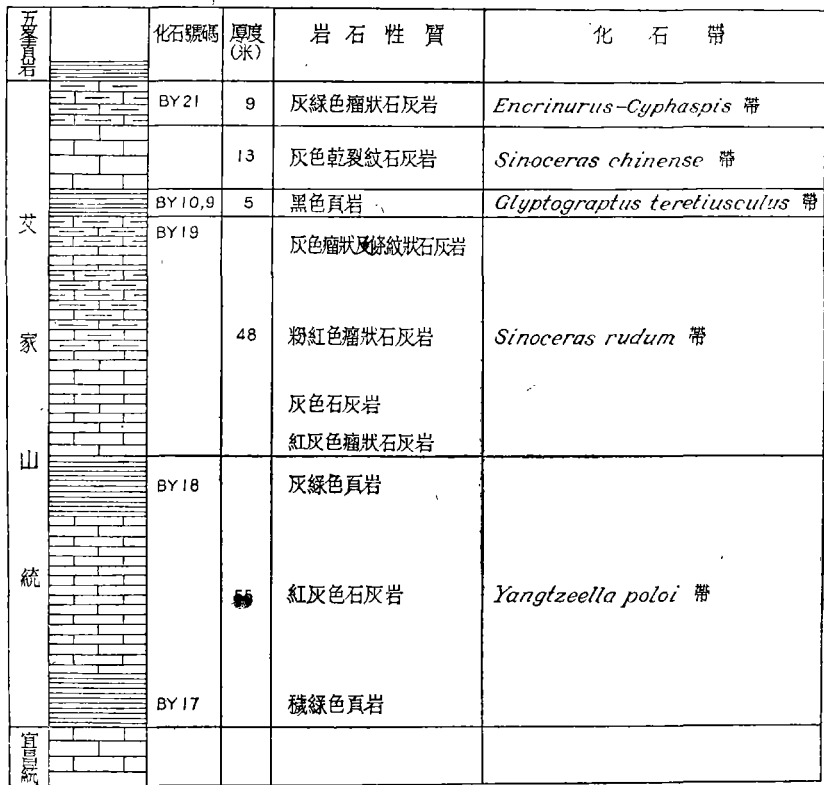 五峯頁岩
化石號碼 厚度(米) 岩石性質 化石帶
艾家山統
BY21 9 灰綠色瘤狀石灰岩 Encrinurus-Cyphaspis 帶
13 灰色乾裂紋石灰岩 Sinoceras chinense 帶
BY10,9 5 黑色頁岩 Glyptograptus teretiusculus 帶
BY19 灰色瘤狀及條紋狀石灰岩
48 粉紅色瘤狀石灰岩 Sinoceras rudum 帶
灰色石灰岩
紅灰色瘤狀石灰岩
BY18 灰綠色頁岩
紅灰色石灰岩 Yangtzeella poloi 帶
BY17 穢綠色頁岩
宜昌統